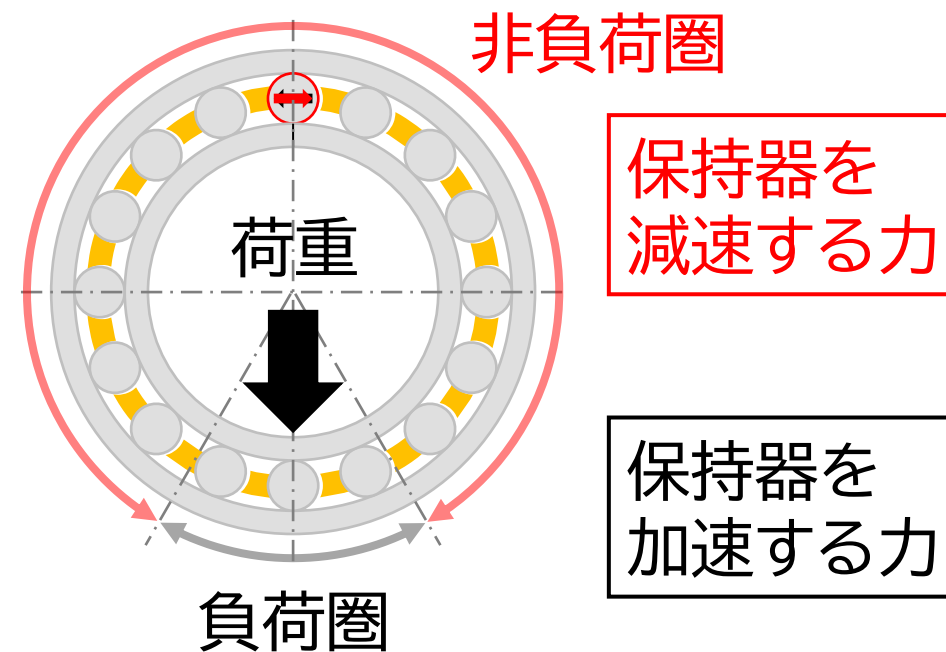 非負荷圏
保持器を
減速する力
荷重
保持器を
加速する力
負荷圏